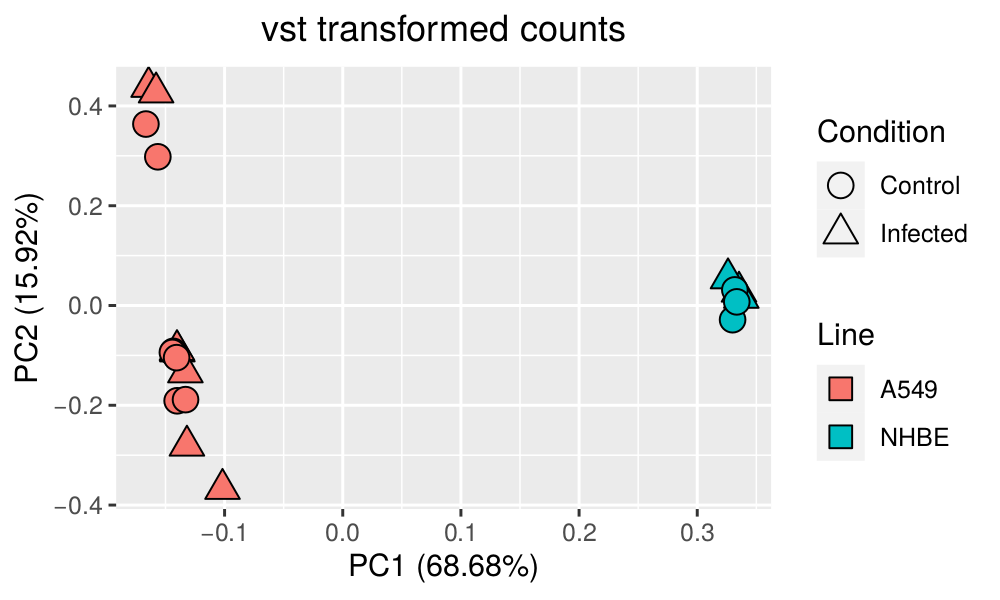 vst transformed counts
PC2 (15.92%)
0.4
0.2
0.0
−0.2
−0.4
−0.1
0.0
0.1
0.2
0.3
PC1 (68.68%)
Condition
Control
Infected
Line
A549
NHBE